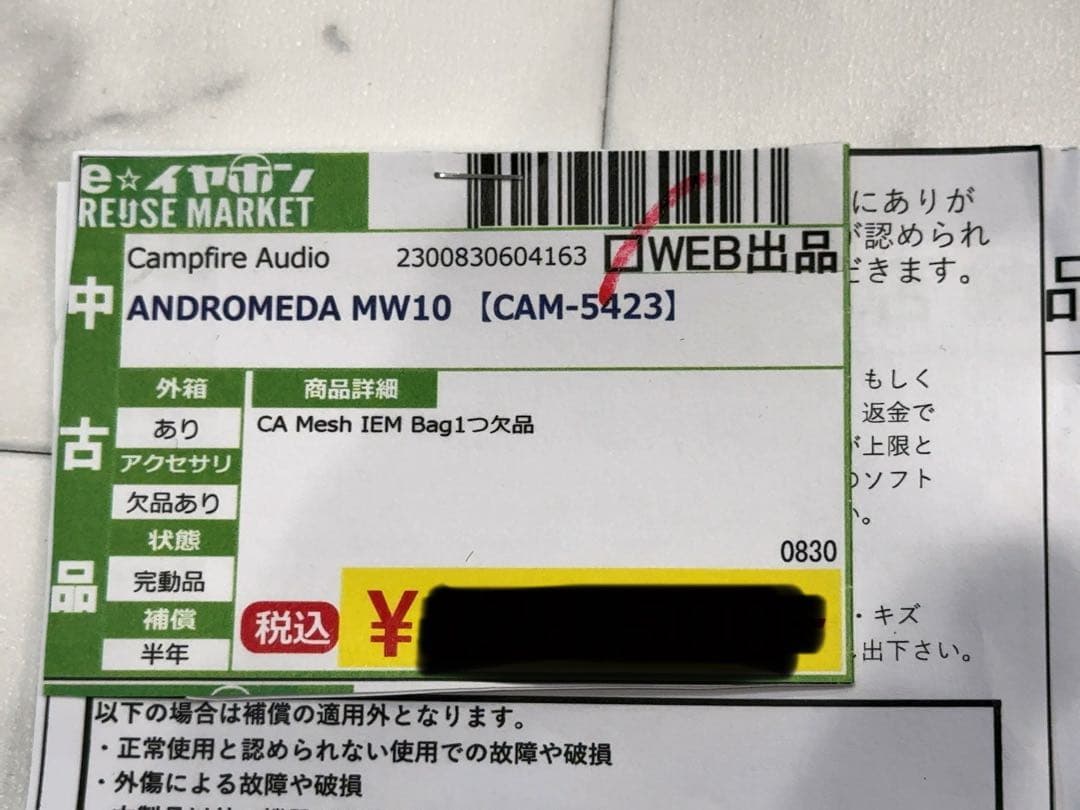 e☆イヤホン
REUSE MARKET
中古品
Campfire Audio 2300830604163 □WEB出品
ANDROMEDA MW10 【CAM-5423】
外箱
あり
アクセサリ
欠品あり
状態
完動品
補償
半年
商品詳細
CA Mesh IEM Bag1つ欠品
0830
税込 ¥
にありが
が認められ
だきます。
もしく
返金で
が上限と
のソフト
い。
・キズ
出下さい。
品
以下の場合は補償の適用外となります。
・正常使用と認められない使用での故障や破損
・外傷による故障や破損